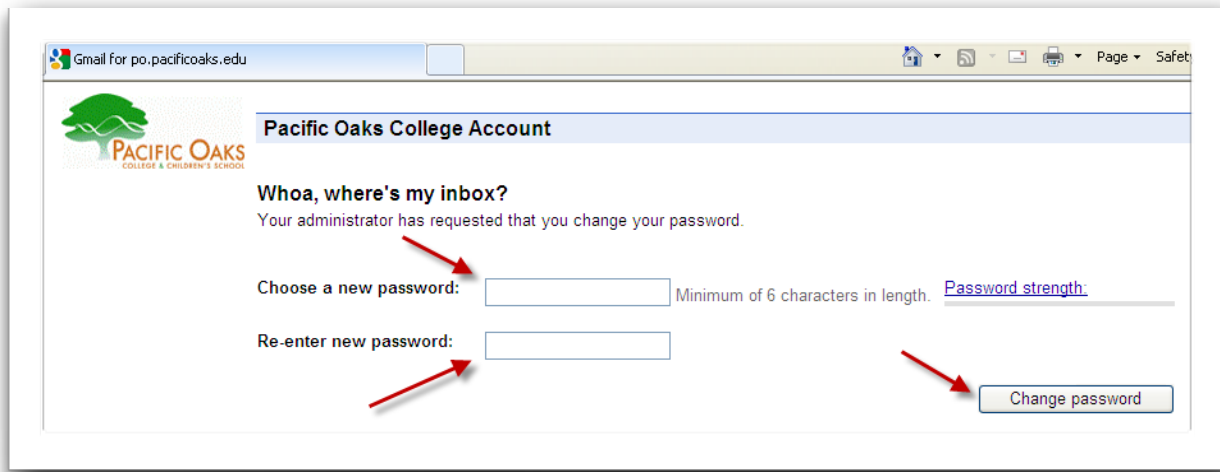 Gmail for po.pacificoaks.edu
Page
Safety
PACIFIC OAKS
COLLEGE & CHILDREN'S SCHOOL
Pacific Oaks College Account
Whoa, where's my inbox?
Your administrator has requested that you change your password.
Choose a new password:
Minimum of 6 characters in length.
Password strength:
Re-enter new password:
Change password